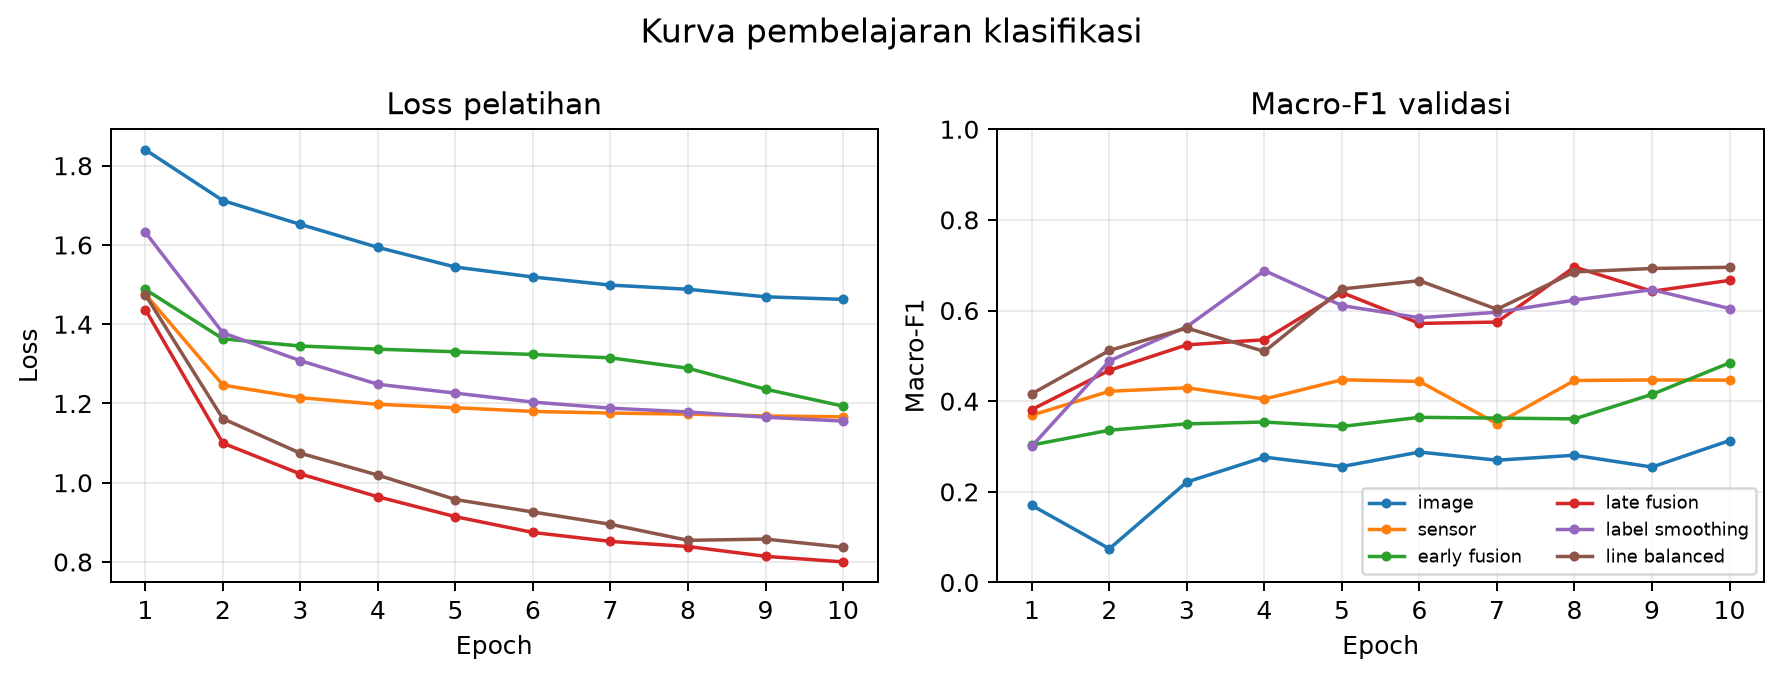 Kurva pembelajaran klasifikasi
Loss pelatihan
Loss
1.8
1.6
1.4
1.2
1.0
0.8
1 2 3 4 5 6 7 8 9 10
Epoch
Macro-F1 validasi
Macro-F1
1.0
0.8
0.6
0.4
0.2
0.0
image
sensor
early fusion
late fusion
label smoothing
line balanced
1 2 3 4 5 6 7 8 9 10
Epoch